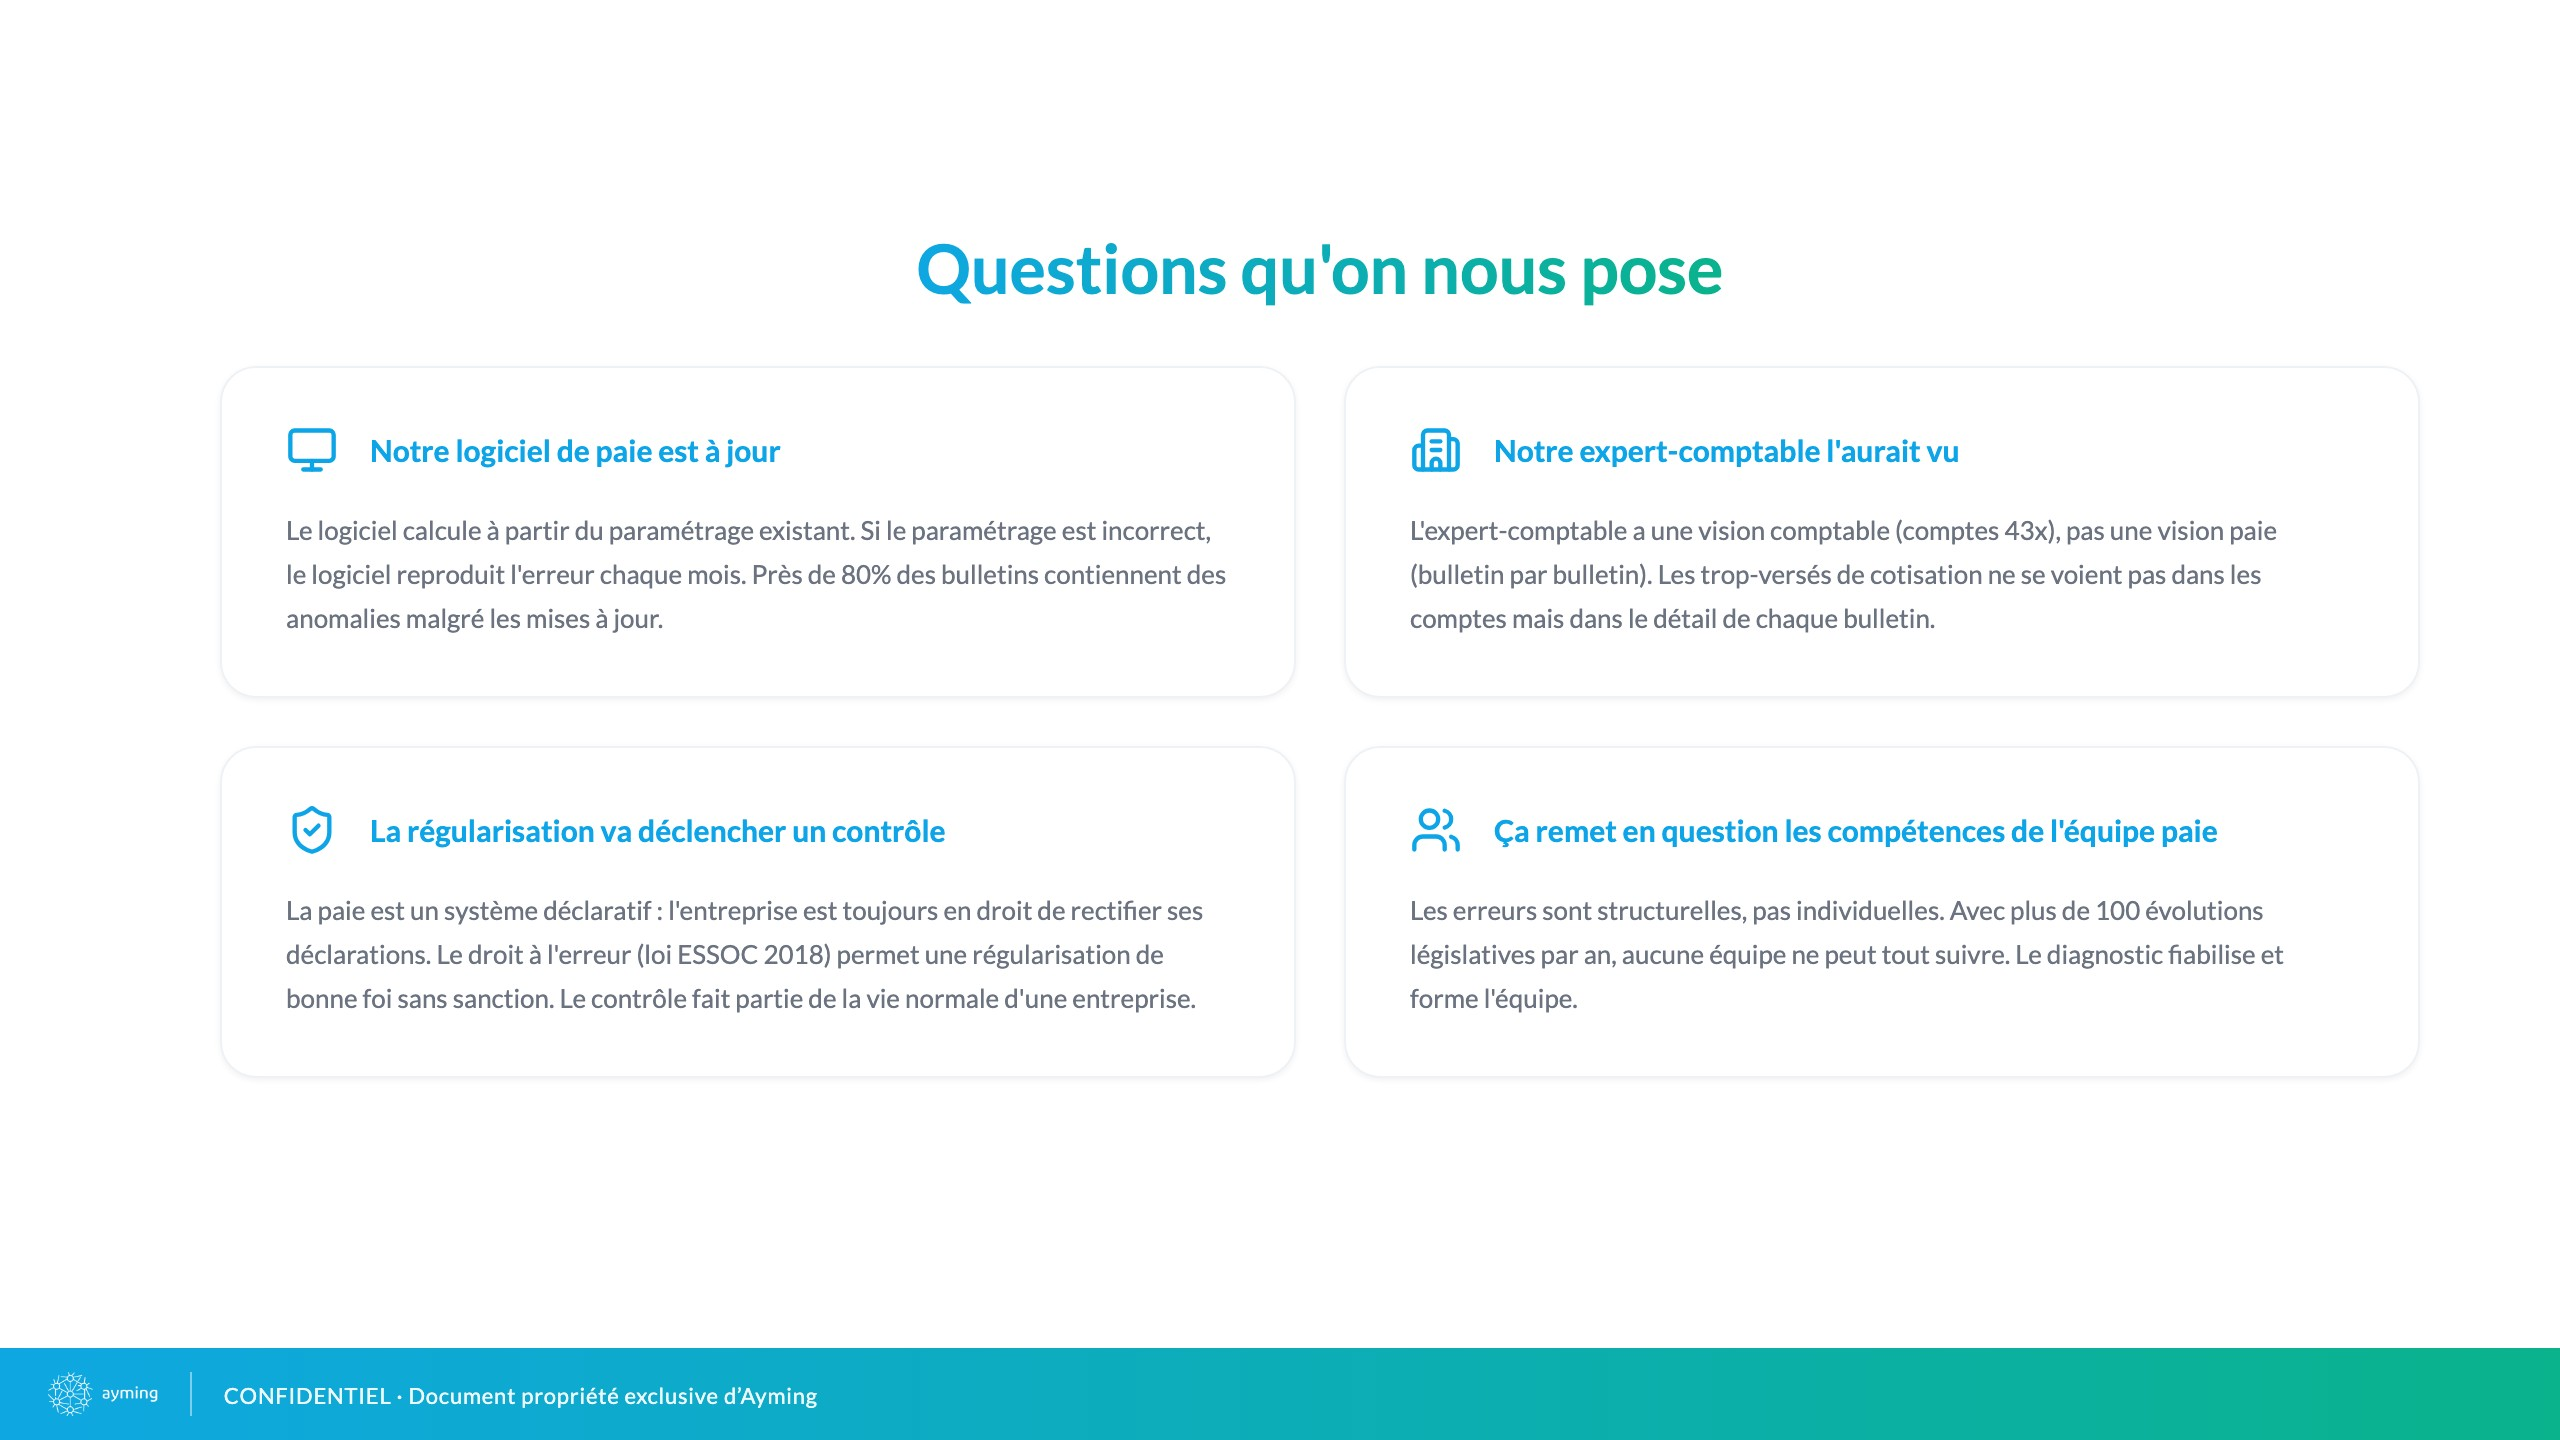 Questions qu'on nous pose
Notre logiciel de paie est à jour
Le logiciel calcule à partir du paramétrage existant. Si le paramétrage est incorrect,
le logiciel reproduit l'erreur chaque mois. Près de 80% des bulletins contiennent des
anomalies malgré les mises à jour.
Notre expert-comptable l'aurait vu
L'expert-comptable a une vision comptable (comptes 43x), pas une vision paie
(bulletin par bulletin). Les trop-versés de cotisation ne se voient pas dans les
comptes mais dans le détail de chaque bulletin.
La régularisation va déclencher un contrôle
La paie est un système déclaratif : l'entreprise est toujours en droit de rectifier ses
déclarations. Le droit à l'erreur (loi ESSOC 2018) permet une régularisation de
bonne foi sans sanction. Le contrôle fait partie de la vie normale d'une entreprise.
Ça remet en question les compétences de l'équipe paie
Les erreurs sont structurelles, pas individuelles. Avec plus de 100 évolutions
législatives par an, aucune équipe ne peut tout suivre. Le diagnostic fiabilise et
forme l'équipe.
ayming
CONFIDENTIEL · Document propriété exclusive d’Ayming